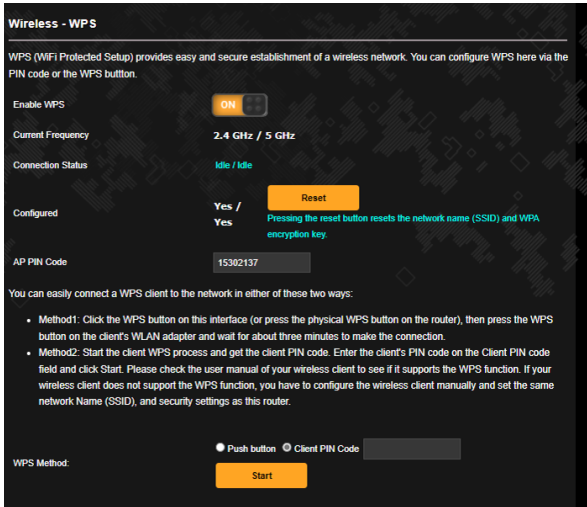 Wireless - WPS
WPS (WiFi Protected Setup) provides easy and secure establishment of a wireless network. You can configure WPS here via the
PIN code or the WPS buttton.
Enable WPS ON
Current Frequency 2.4 GHz / 5 GHz
Connection Status Idle / Idle
Configured Yes / Yes
Reset
Pressing the reset button resets the network name (SSID) and WPA
encryption key.
AP PIN Code 15302137
You can easily connect a WPS client to the network in either of these two ways:
• Method1: Click the WPS button on this interface (or press the physical WPS button on the router), then press the WPS
button on the client's WLAN adapter and wait for about three minutes to make the connection.
• Method2: Start the client WPS process and get the client PIN code. Enter the client's PIN code on the Client PIN code
field and click Start. Please check the user manual of your wireless client to see if it supports the WPS function. If your
wireless client does not support the WPS function, you have to configure the wireless client manually and set the same
network Name (SSID), and security settings as this router.
WPS Method: Push button Client PIN Code
Start